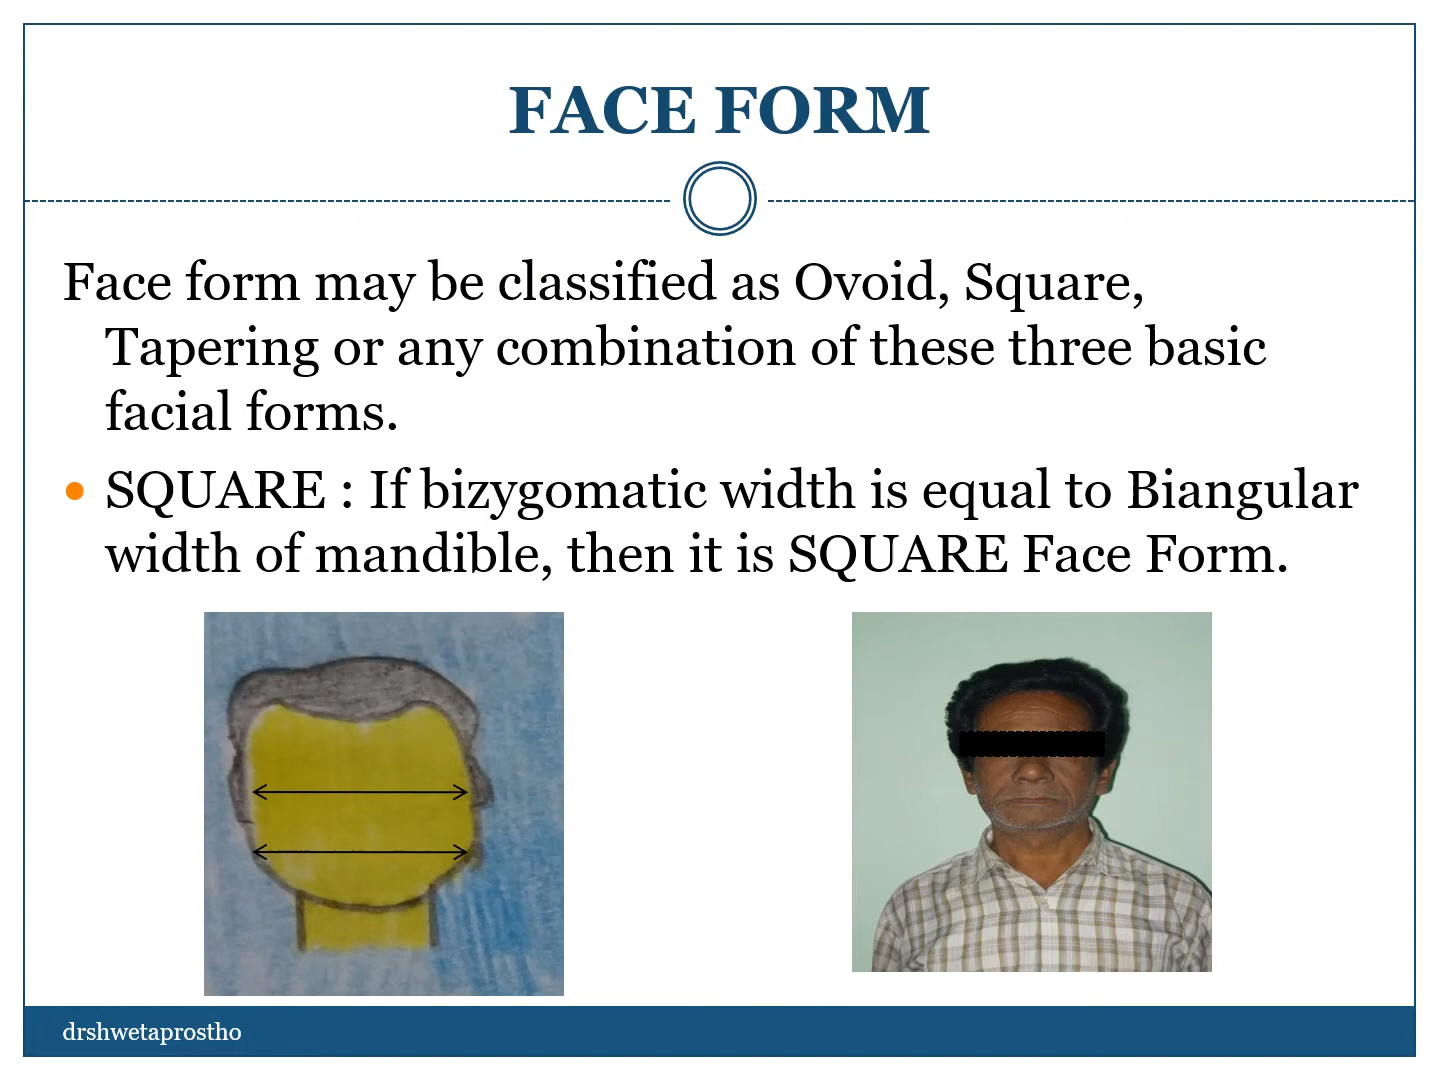 FACE FORM
Face form may be classified as Ovoid, Square,
Tapering or any combination of these three basic
facial forms.
SQUARE : If bizygomatic width is equal to Biangular
width of mandible, then it is SQUARE Face Form.
drshwetaprostho